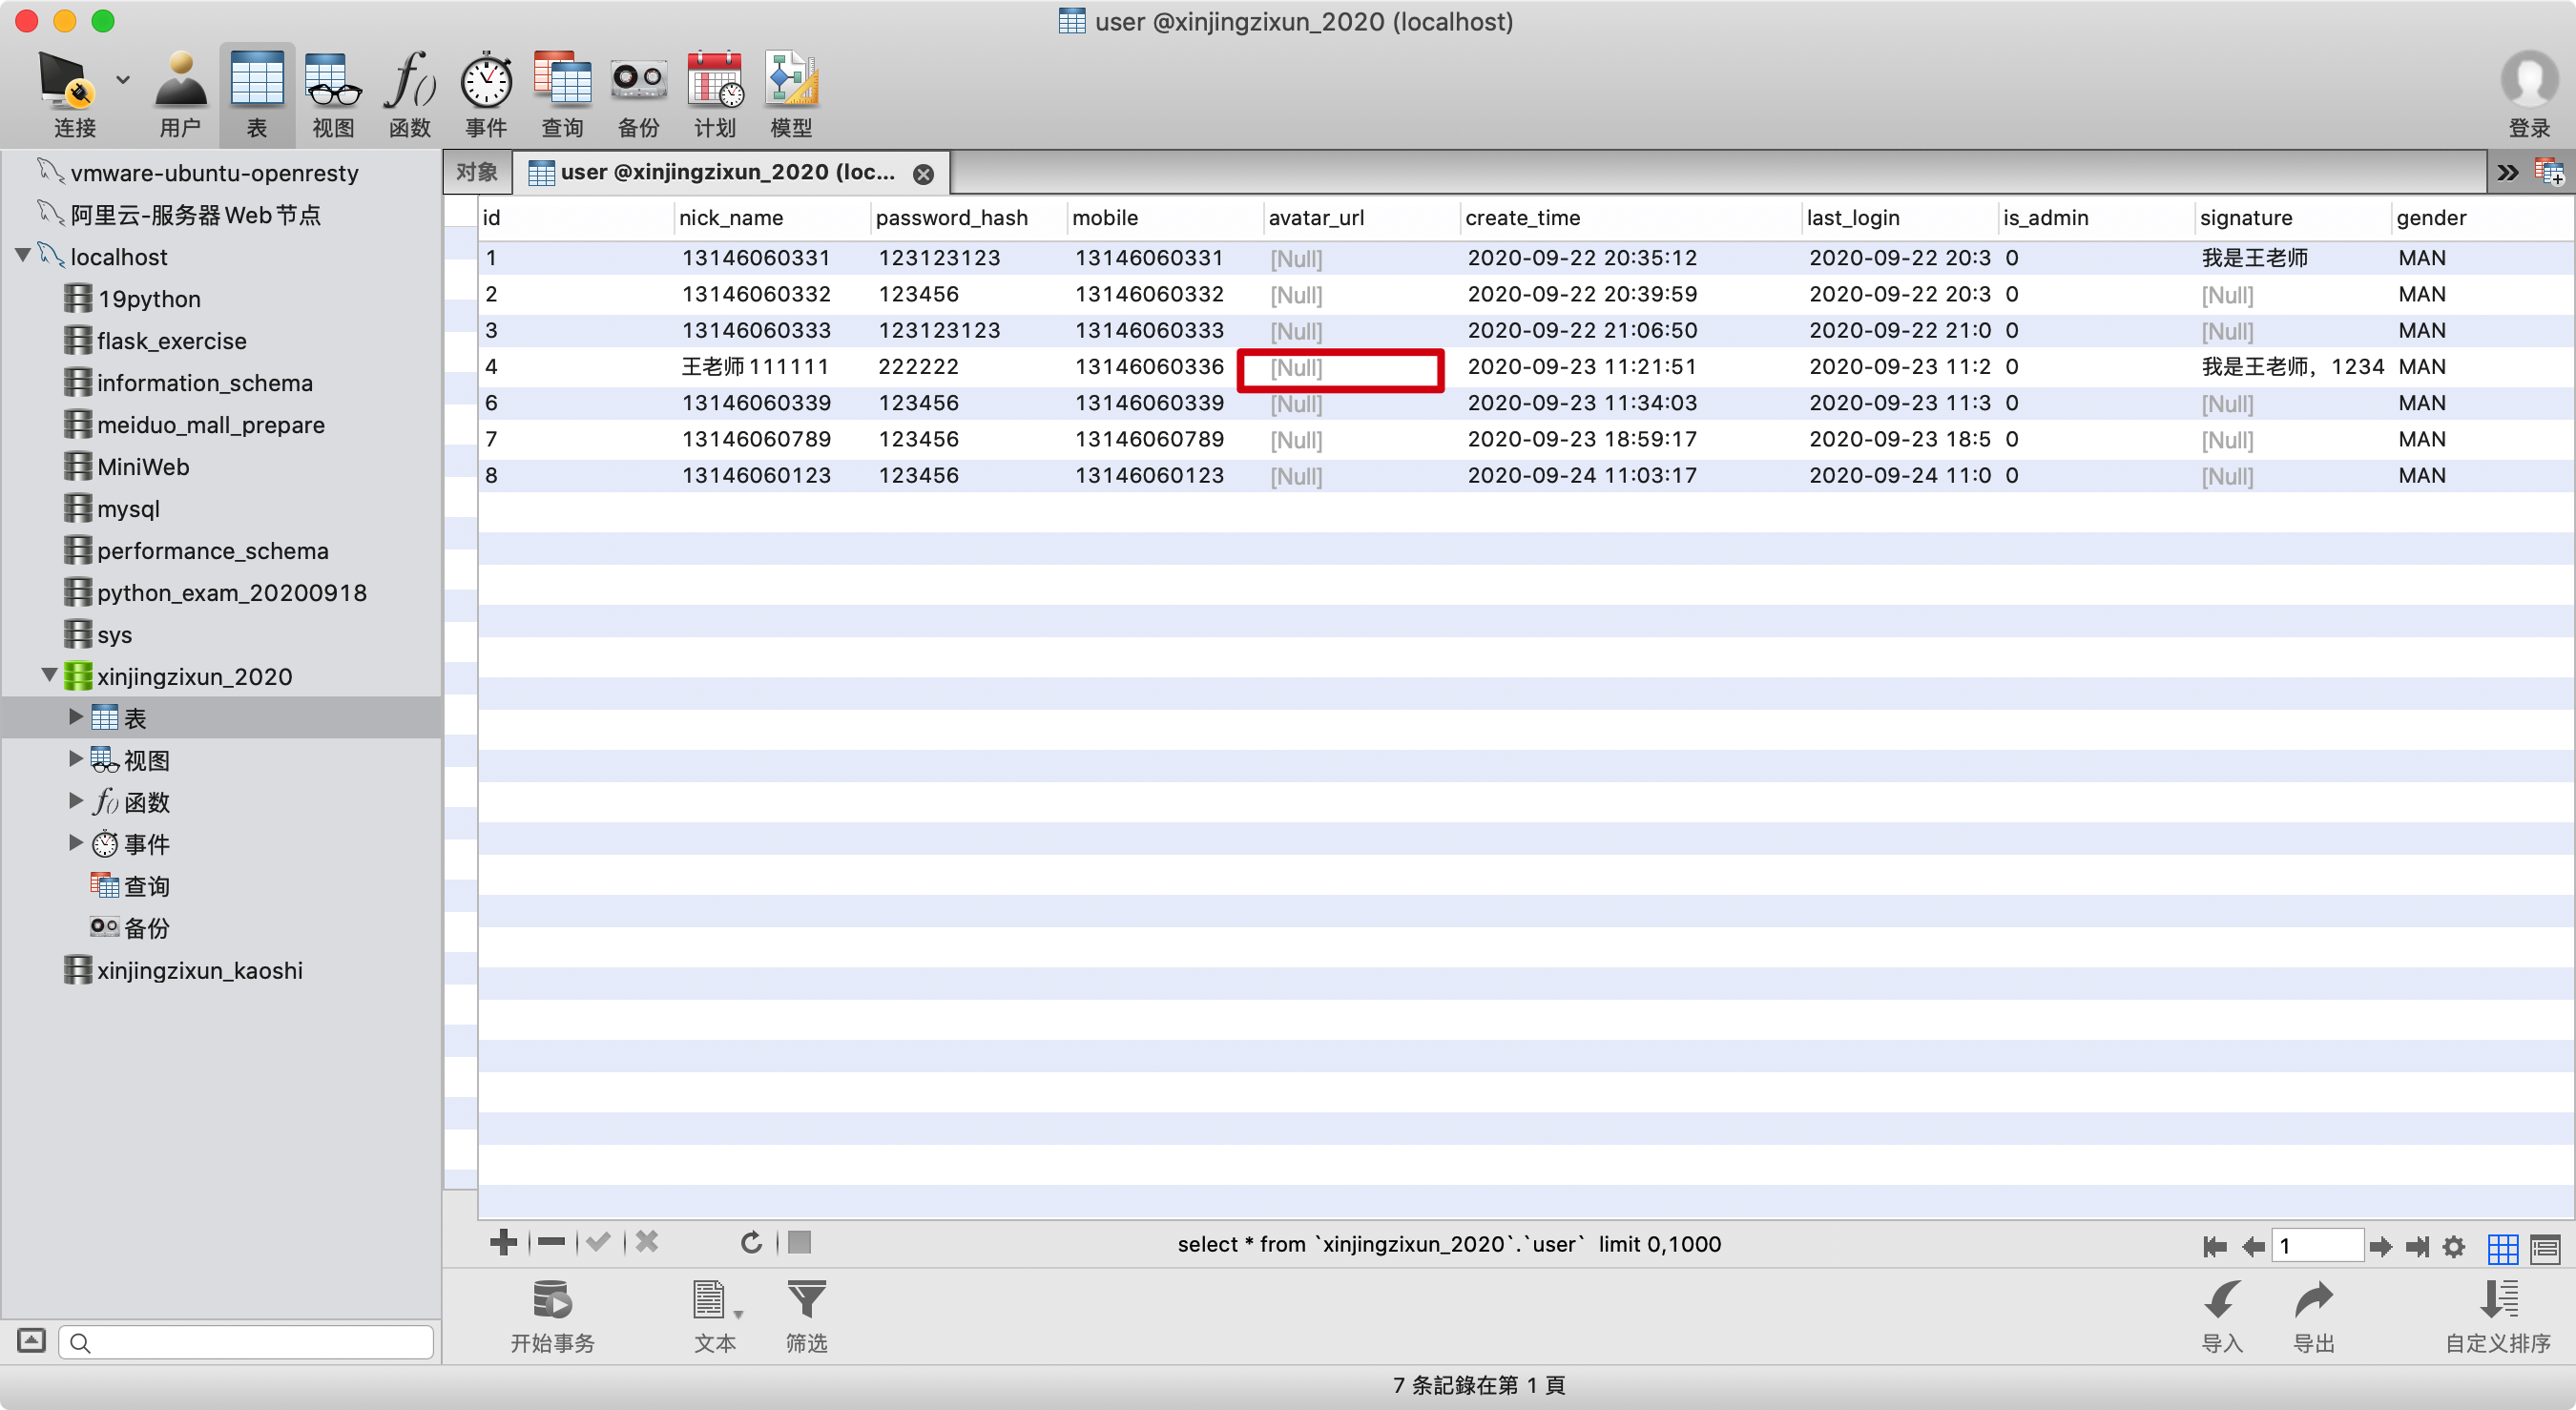 user @xinjingzixun_2020 (localhost)
连接 用户 表 视图 函数 事件 查询 备份 计划 模型 登录
对象 user @xinjingzixun_2020 (loc...
vmware-ubuntu-openresty
阿里云-服务器Web节点
localhost
19python
flask_exercise
information_schema
meiduo_mall_prepare
MiniWeb
mysql
performance_schema
python_exam_20200918
sys
xinjingzixun_2020
表
视图
函数
事件
查询
备份
xinjingzixun_kaoshi
id nick_name password_hash mobile avatar_url create_time last_login is_admin signature gender
1 13146060331 123123123 13146060331 [Null] 2020-09-22 20:35:12 2020-09-22 20:3 0 我是王老师 MAN
2 13146060332 123456 13146060332 [Null] 2020-09-22 20:39:59 2020-09-22 20:3 0 [Null] MAN
3 13146060333 123123123 13146060333 [Null] 2020-09-22 21:06:50 2020-09-22 21:0 0 [Null] MAN
4 王老师111111 222222 13146060336 [Null] 2020-09-23 11:21:51 2020-09-23 11:2 0 我是王老师，1234 MAN
6 13146060339 123456 13146060339 [Null] 2020-09-23 11:34:03 2020-09-23 11:3 0 [Null] MAN
7 13146060789 123456 13146060789 [Null] 2020-09-23 18:59:17 2020-09-23 18:5 0 [Null] MAN
8 13146060123 123456 13146060123 [Null] 2020-09-24 11:03:17 2020-09-24 11:0 0 [Null] MAN
select * from `xinjingzixun_2020`.`user` limit 0,1000
1
开始事务 文本 筛选 导入 导出 自定义排序
7 条記錄在第 1 頁